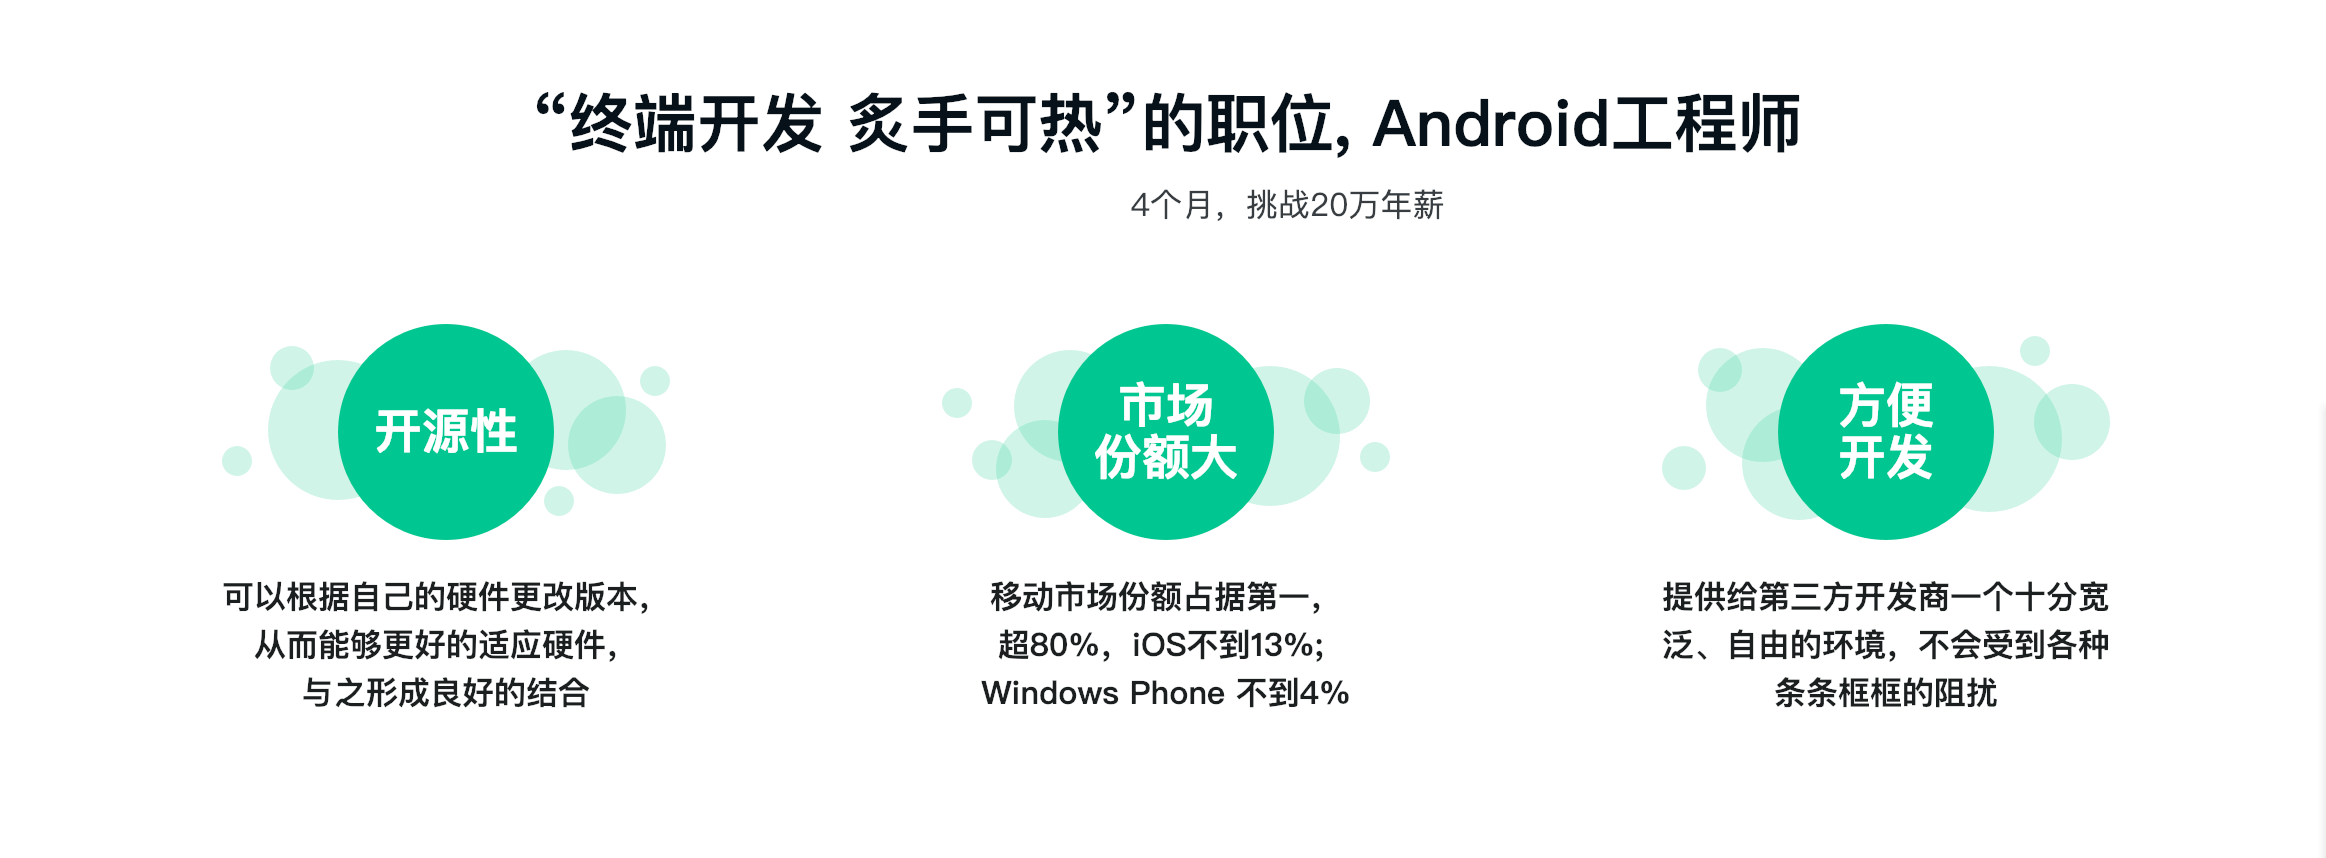 “终端开发 炙手可热”的职位, Android工程师
4个月，挑战20万年薪
开源性
可以根据自己的硬件更改版本，
从而能够更好的适应硬件，
与之形成良好的结合
市场
份额大
移动市场份额占据第一，
超80%，iOS不到13%;
Windows Phone 不到4%
方便
开发
提供给第三方开发商一个十分宽
泛、自由的环境，不会受到各种
条条框框的阻扰